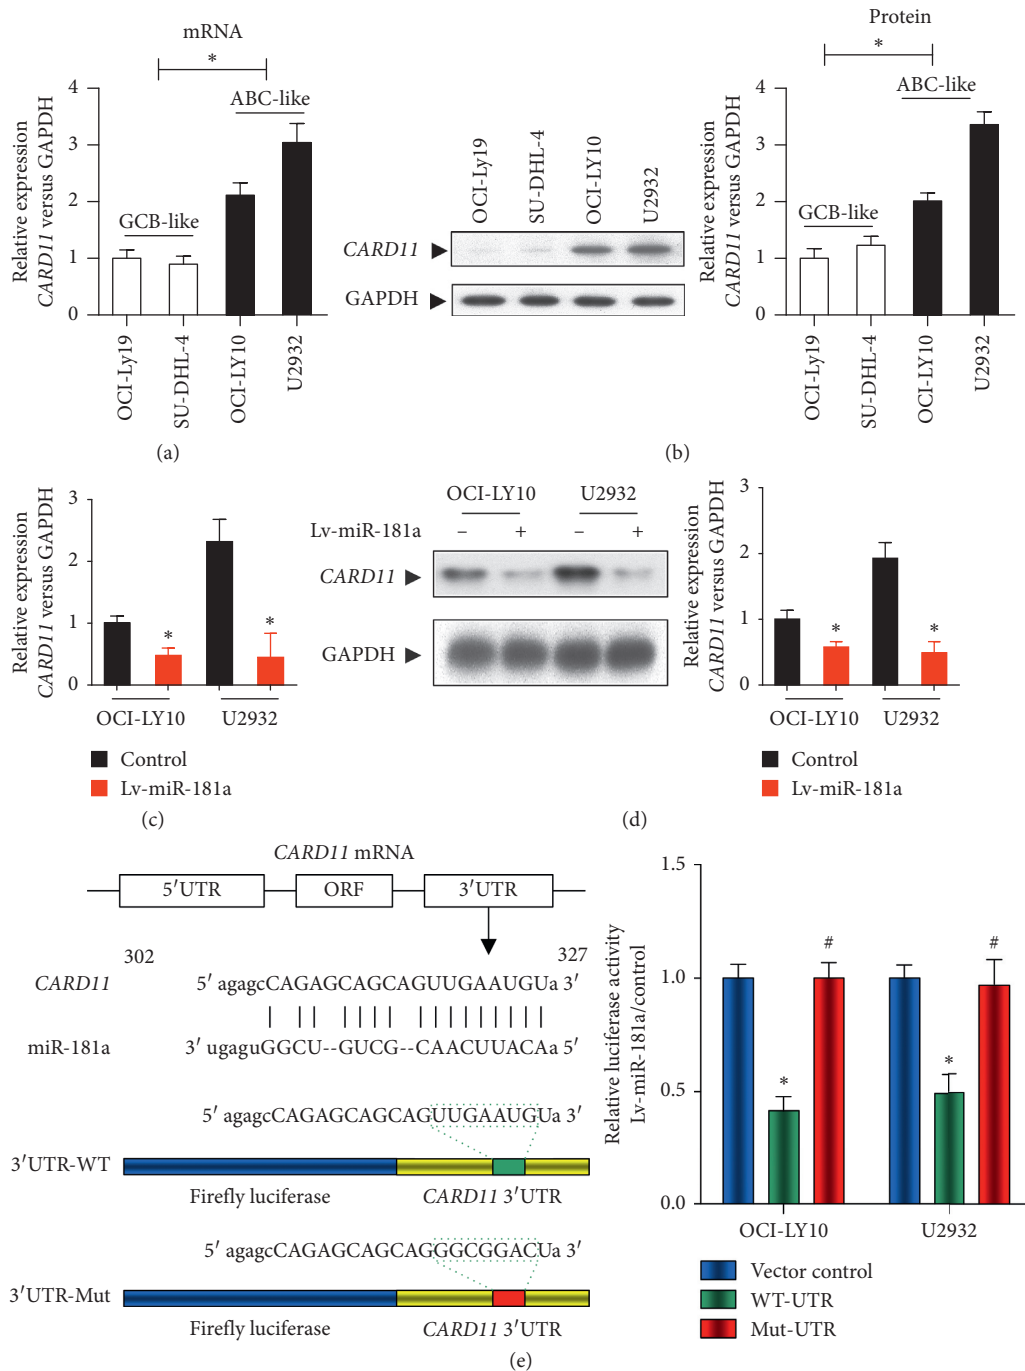 mRNA
*
Relative expression
CARD11 versus GAPDH
4
3
2
1
0
GCB-like
ABC-like
OCI-Ly19
SU-DHL-4
OCI-LY10
U2932
(a)
OCI-Ly19
SU-DHL-4
OCI-LY10
U2932
CARD11
GAPDH
Protein
*
Relative expression
CARD11 versus GAPDH
4
3
2
1
0
GCB-like
ABC-like
OCI-Ly19
SU-DHL-4
OCI-LY10
U2932
(b)
Relative expression
CARD11 versus GAPDH
3
2
1
0
*
*
OCI-LY10 U2932
Control
Lv-miR-181a
(c)
OCI-LY10 U2932
Lv-miR-181a − + − +
CARD11
GAPDH
Relative expression
CARD11 versus GAPDH
3
2
1
0
*
*
OCI-LY10 U2932
Control
Lv-miR-181a
(d)
CARD11 mRNA
5′UTR ORF 3′UTR
302 327
CARD11 5′ agagcCAGAGCAGCAGUUGAAUGUa 3′
miR-181a 3′ ugaguGGCU--GUCG--CAACUUACAa 5′
5′ agagcCAGAGCAGCAGUUGAAUGUa 3′
3′UTR-WT
Firefly luciferase CARD11 3′UTR
5′ agagcCAGAGCAGCAGGGCGGACUa 3′
3′UTR-Mut
Firefly luciferase CARD11 3′UTR
Relative luciferase activity
Lv-miR-181a/control
1.5
1.0
0.5
0.0
*
#
*
#
OCI-LY10 U2932
Vector control
WT-UTR
Mut-UTR
(e)